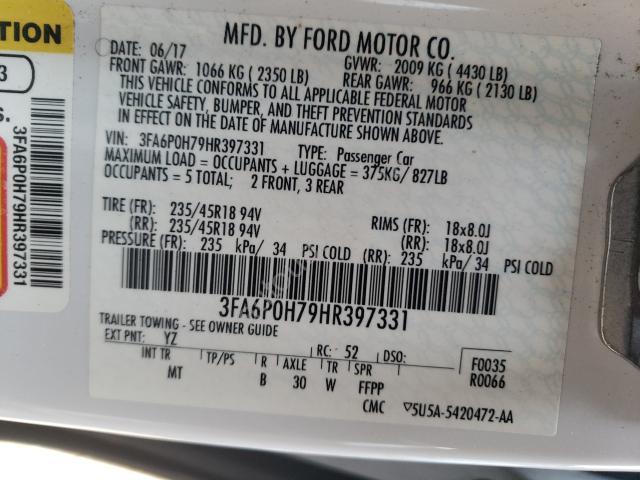 TION
3
S.
3FA6P0H79HR397331
MFD. BY FORD MOTOR CO.
DATE: 06/17 GVWR: 2009 KG ( 4430 LB)
FRONT GAWR: 1066 KG ( 2350 LB) REAR GAWR: 966 KG ( 2130 LB)
THIS VEHICLE CONFORMS TO ALL APPLICABLE FEDERAL MOTOR
VEHICLE SAFETY, BUMPER, AND THEFT PREVENTION STANDARDS
IN EFFECT ON THE DATE OF MANUFACTURE SHOWN ABOVE.
VIN: 3FA6P0H79HR397331 TYPE: Passenger Car
MAXIMUM LOAD = OCCUPANTS + LUGGAGE = 375KG/ 827LB
OCCUPANTS = 5 TOTAL; 2 FRONT, 3 REAR
TIRE (FR): 235/45R18 94V RIMS (FR): 18x8.0J
(RR): 235/45R18 94V (RR): 18x8.0J
PRESSURE (FR): 235 kPa/ 34 PSI COLD (RR): 235 kPa/ 34 PSI COLD
3FA6P0H79HR397331
TRAILER TOWING - SEE OWNER GUIDE
EXT PNT: YZ RC: 52 DSO: F0035
INT TR TP/PS R AXLE TR SPR R0066
MT B 30 W FFPP
CMC 5U5A-5420472-AA